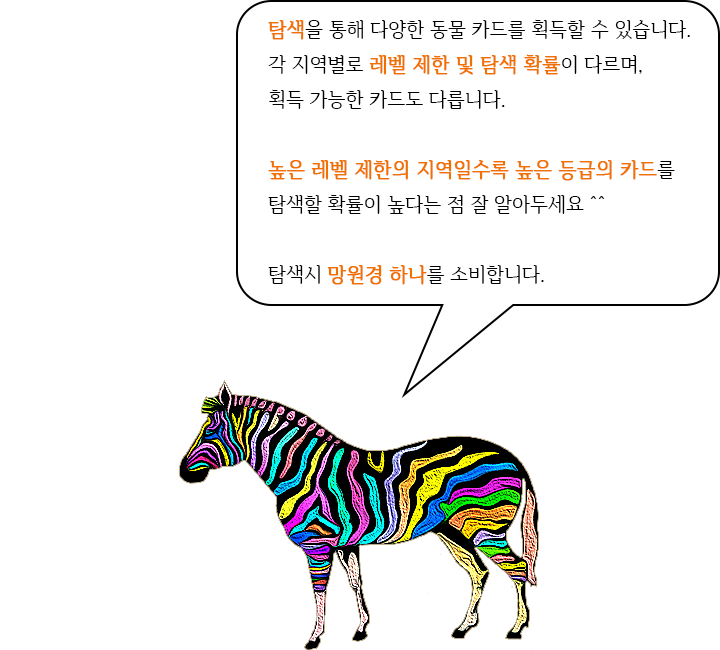 탐색을 통해 다양한 동물 카드를 획득할 수 있습니다.
각 지역별로 레벨 제한 및 탐색 확률이 다르며,
획득 가능한 카드도 다릅니다.
높은 레벨 제한의 지역일수록 높은 등급의 카드를
탐색할 확률이 높다는 점 잘 알아두세요 ^^
탐색시 망원경 하나를 소비합니다.